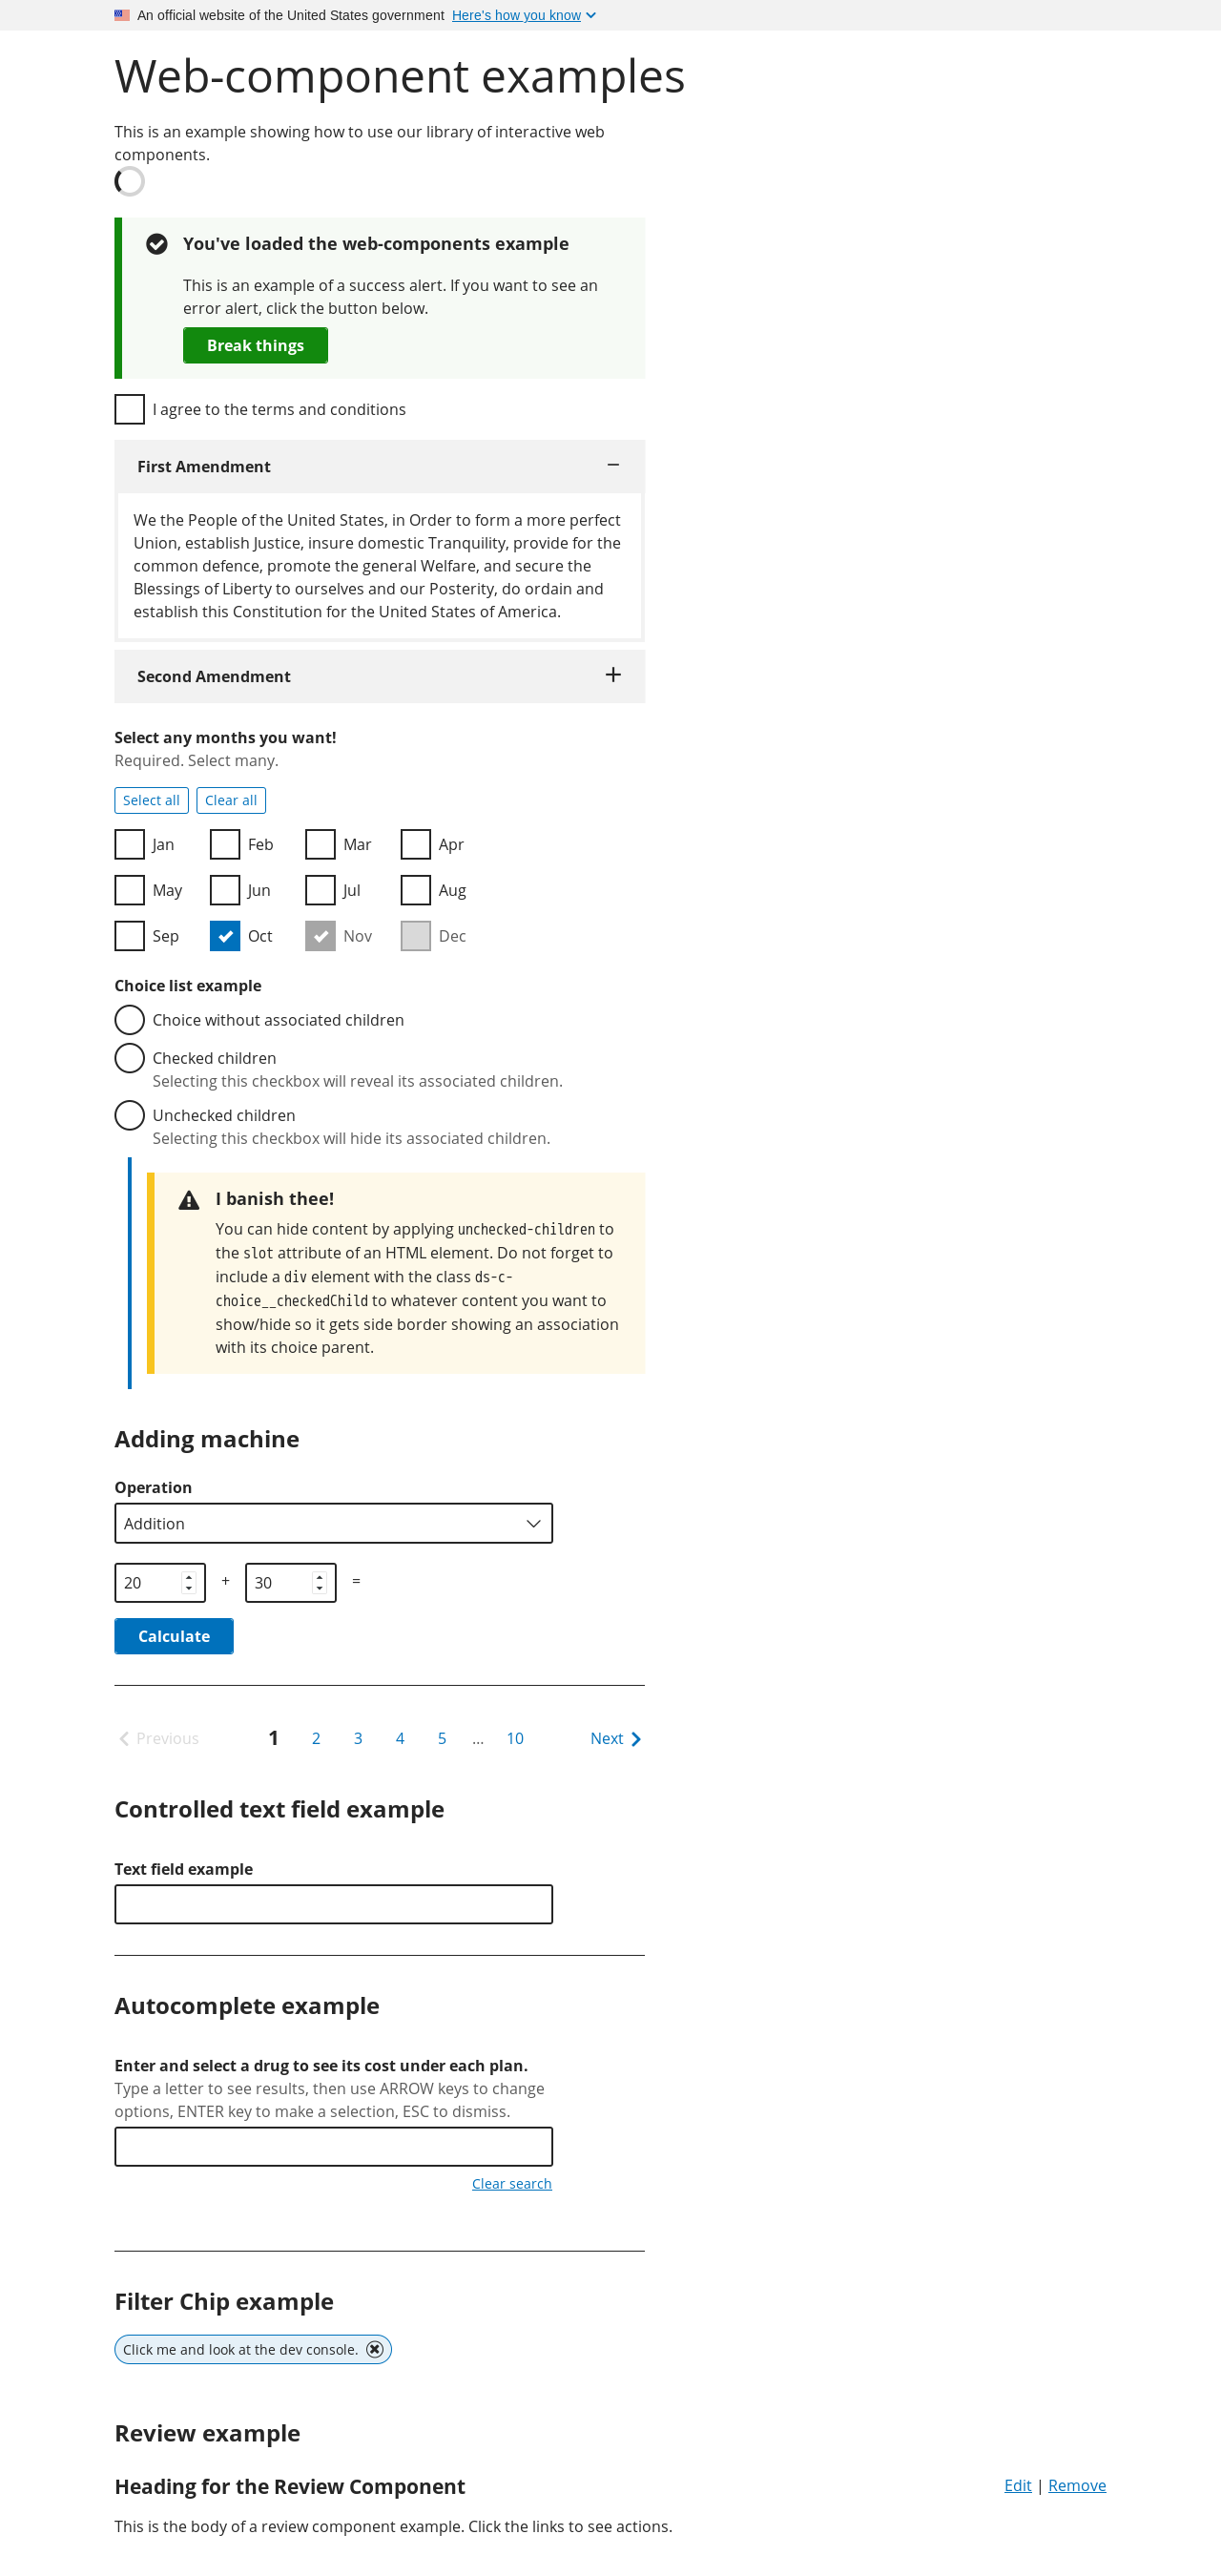 An official website of the United States government Here's how you know
Web-component examples
This is an example showing how to use our library of interactive web
components.
You've loaded the web-components example
This is an example of a success alert. If you want to see an
error alert, click the button below.
Break things
I agree to the terms and conditions
First Amendment
We the People of the United States, in Order to form a more perfect
Union, establish Justice, insure domestic Tranquility, provide for the
common defence, promote the general Welfare, and secure the
Blessings of Liberty to ourselves and our Posterity, do ordain and
establish this Constitution for the United States of America.
Second Amendment
Select any months you want!
Required. Select many.
Select all Clear all
Jan Feb Mar Apr
May Jun Jul Aug
Sep Oct Nov Dec
Choice list example
Choice without associated children
Checked children
Selecting this checkbox will reveal its associated children.
Unchecked children
Selecting this checkbox will hide its associated children.
I banish thee!
You can hide content by applying unchecked-children to
the slot attribute of an HTML element. Do not forget to
include a div element with the class ds-c-
choice__checkedChild to whatever content you want to
show/hide so it gets side border showing an association
with its choice parent.
Adding machine
Operation
Addition
20 + 30 =
Calculate
Previous 1 2 3 4 5 ... 10 Next
Controlled text field example
Text field example
Autocomplete example
Enter and select a drug to see its cost under each plan.
Type a letter to see results, then use ARROW keys to change
options, ENTER key to make a selection, ESC to dismiss.
Clear search
Filter Chip example
Click me and look at the dev console.
Review example
Heading for the Review Component Edit | Remove
This is the body of a review component example. Click the links to see actions.